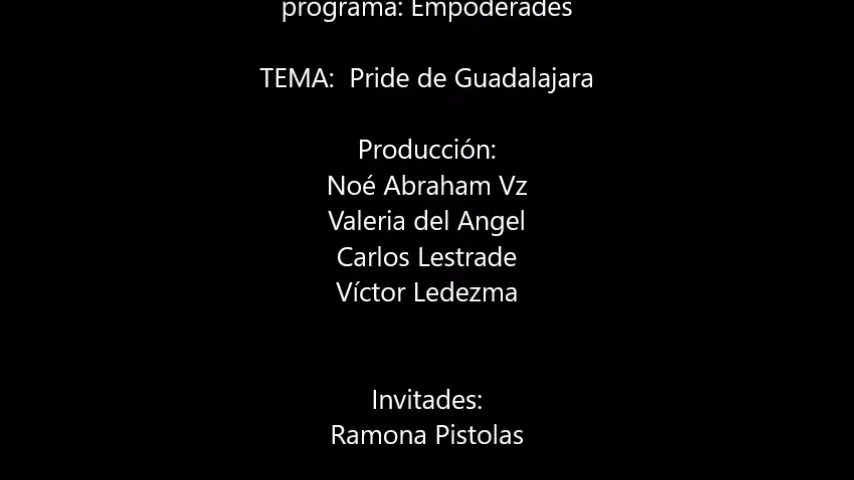 programa: Empoderades
TEMA:  Pride de Guadalajara
Producción:
Noé Abraham Vz
Valeria del Angel
Carlos Lestrade
Víctor Ledezma
Invitades:
Ramona Pistolas